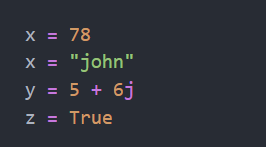 x = 78
x = "john"
y = 5 + 6j
z = True